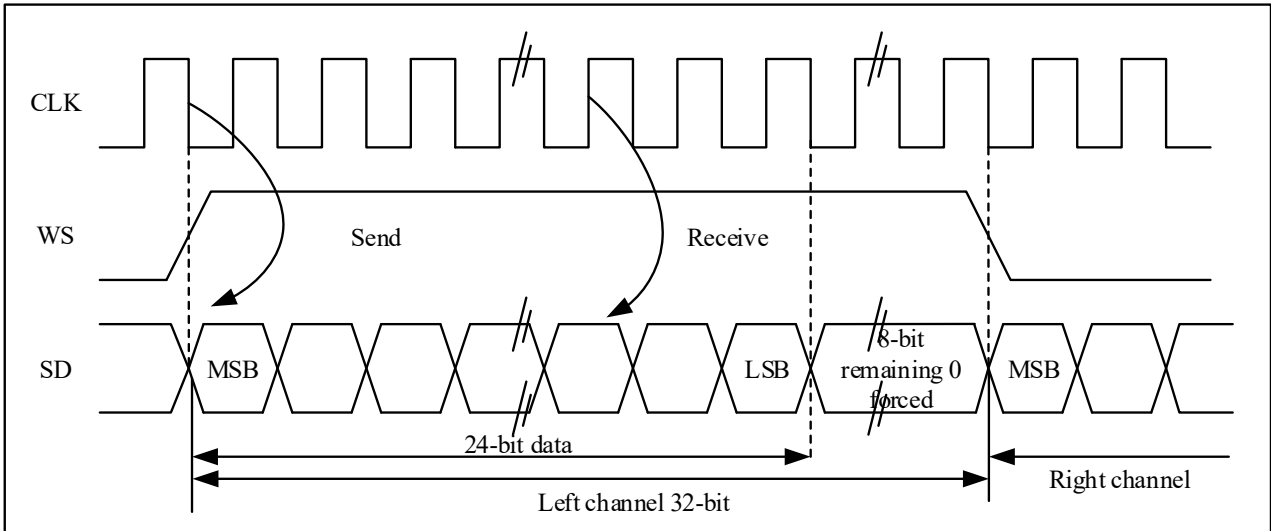 CLK
WS
Send
Receive
SD
MSB
LSB
8-bit
remaining 0
forced
MSB
24-bit data
Left channel 32-bit
Right channel